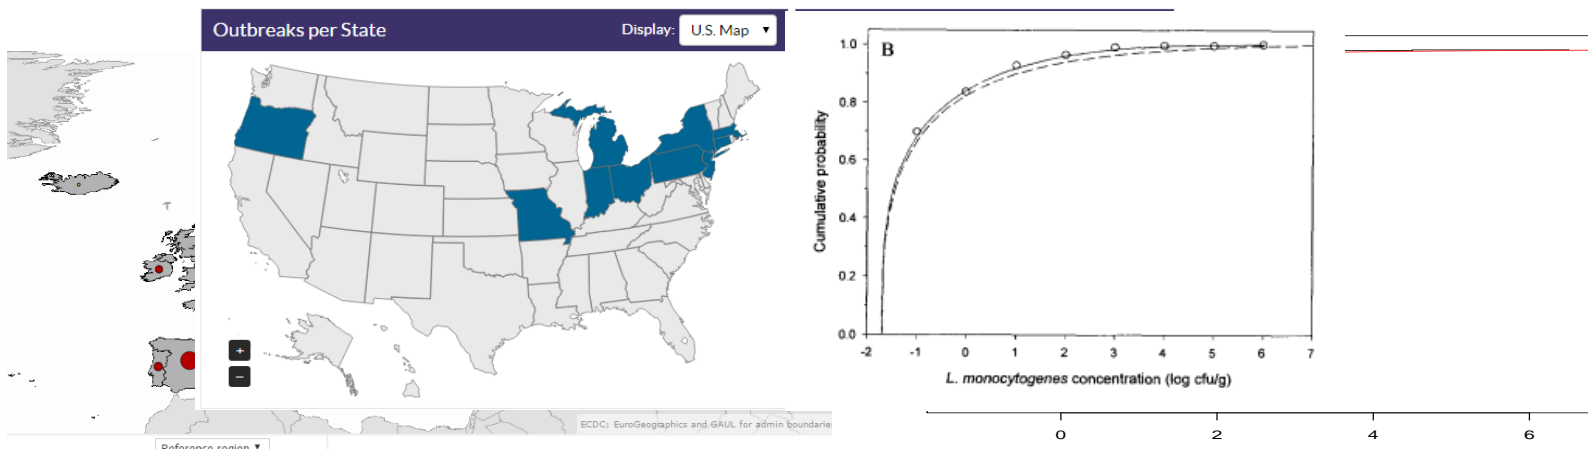 Outbreaks per State
Display: U.S. Map ▼
+
−
ECDC: EuroGeographics and GAUL for admin boundaries
Reference region ▼
B
Cumulative probability
1.0
0.8
0.6
0.4
0.2
0.0
-2 -1 0 1 2 3 4 5 6 7
L. monocytogenes concentration (log cfu/g)
0 2 4 6